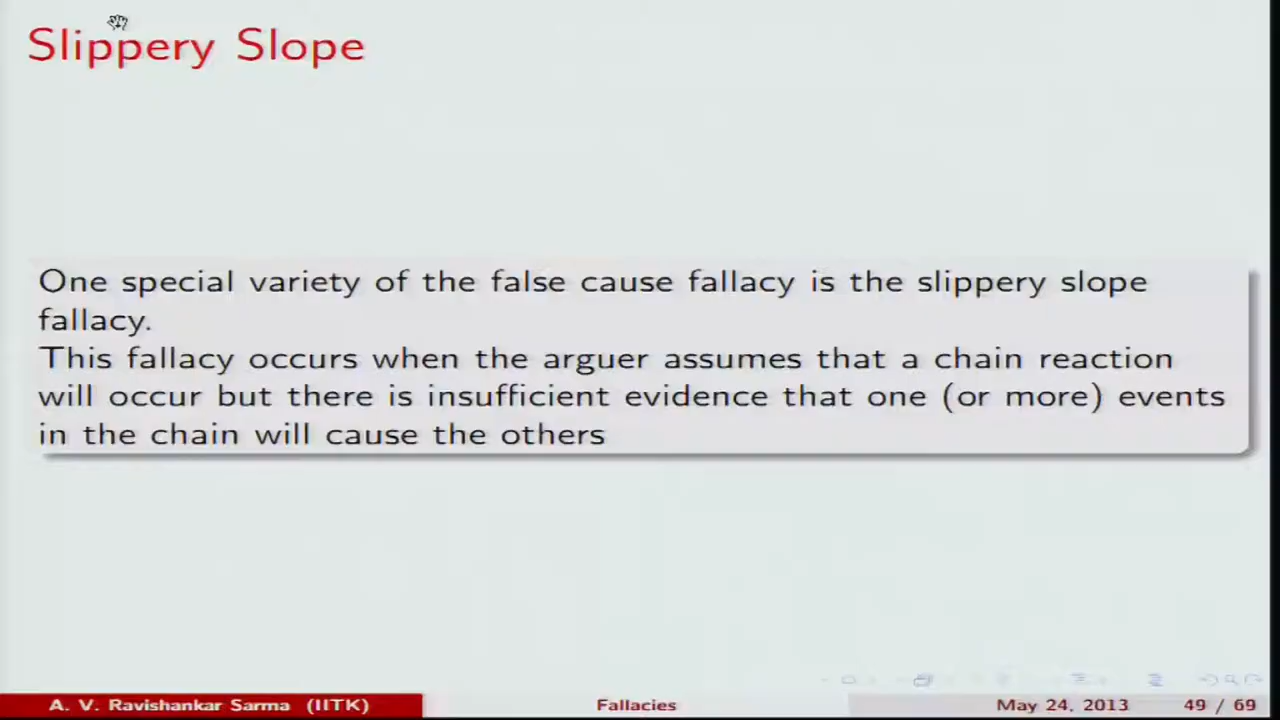 Slippery Slope
One special variety of the false cause fallacy is the slippery slope
fallacy.
This fallacy occurs when the arguer assumes that a chain reaction
will occur but there is insufficient evidence that one (or more) events
in the chain will cause the others
A. V. Ravishankar Sarma (IITK)
Fallacies
May 24, 2013
49 / 69